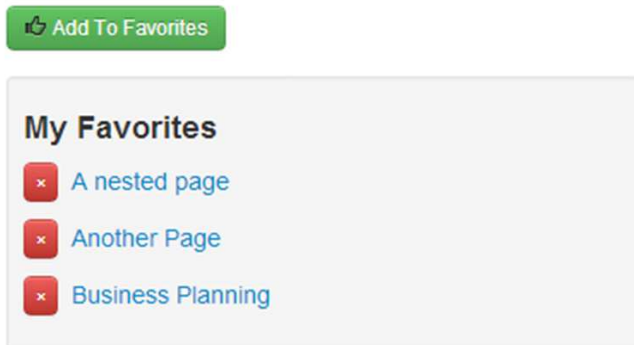 Add To Favorites
My Favorites
× A nested page
× Another Page
× Business Planning